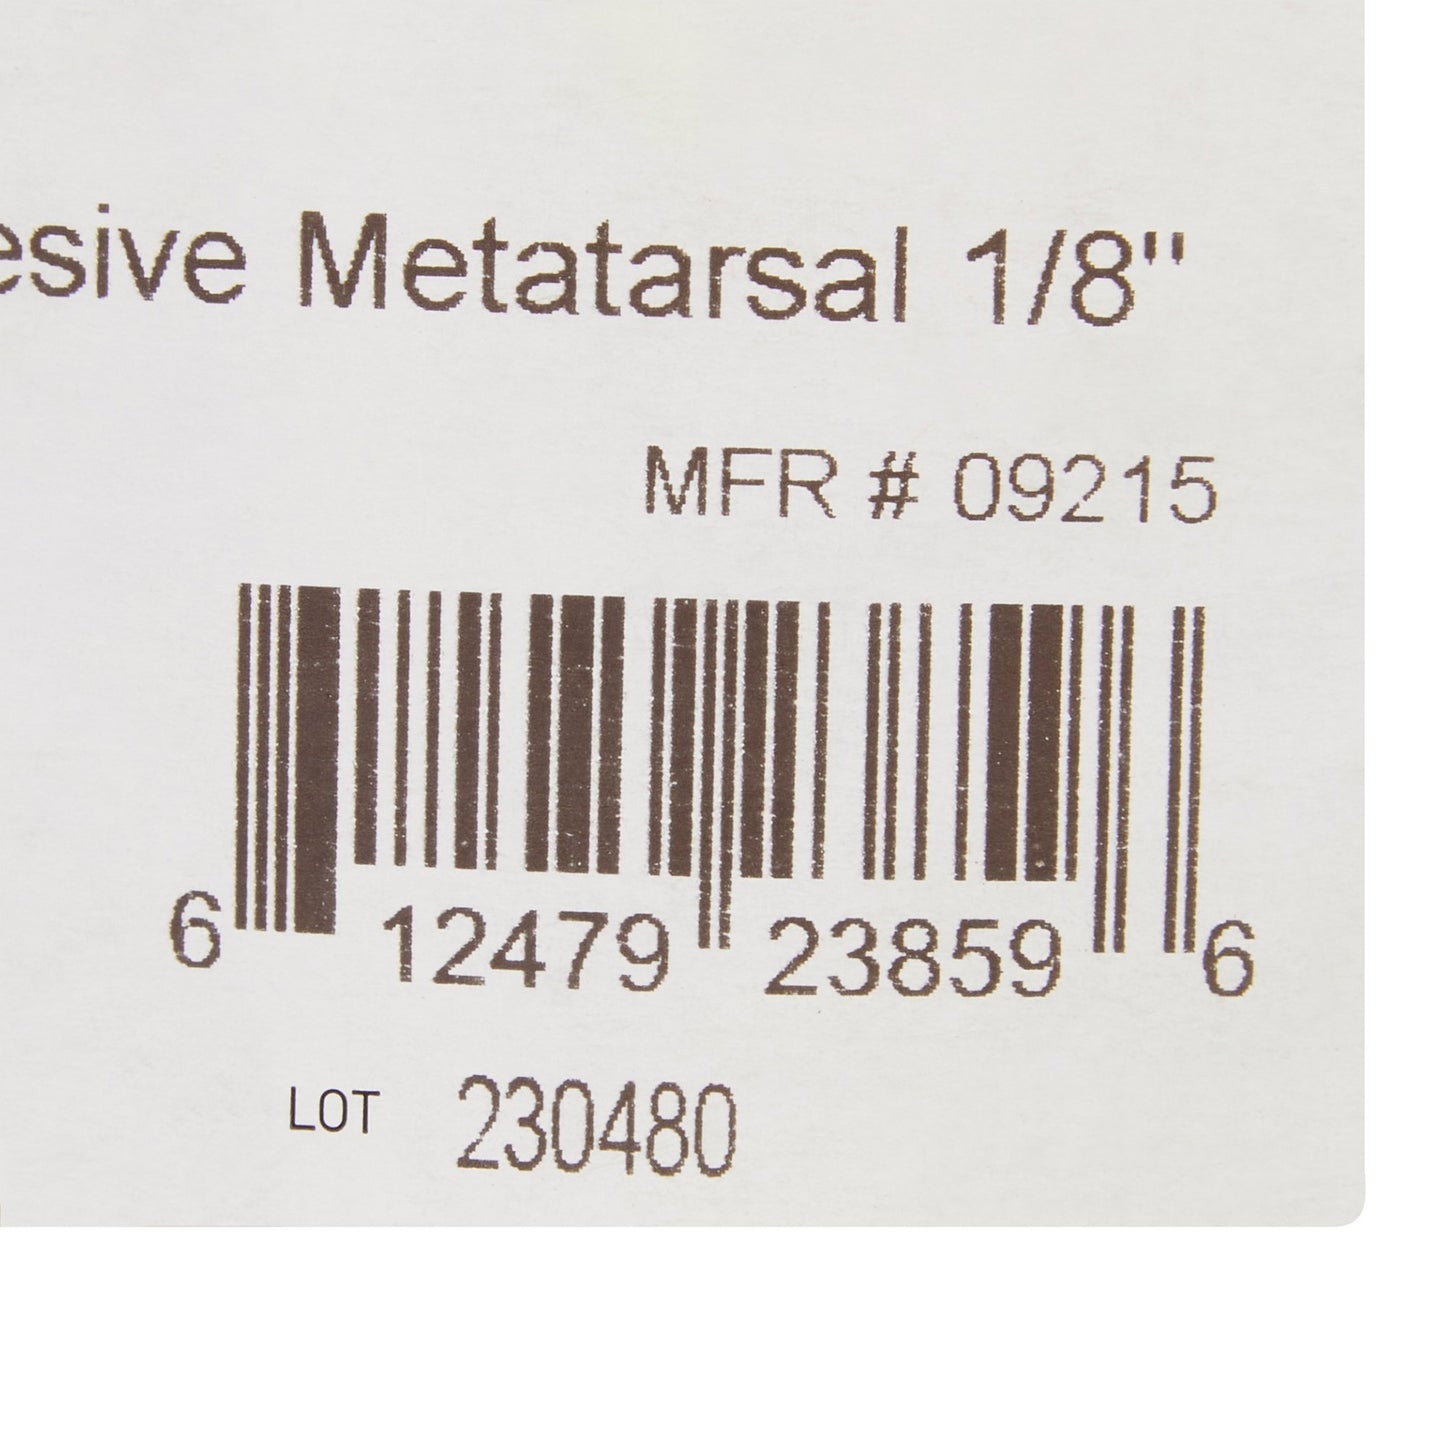 esive Metatarsal 1/8"
MFR # 09215
6 12479 23859 6
LOT 230480